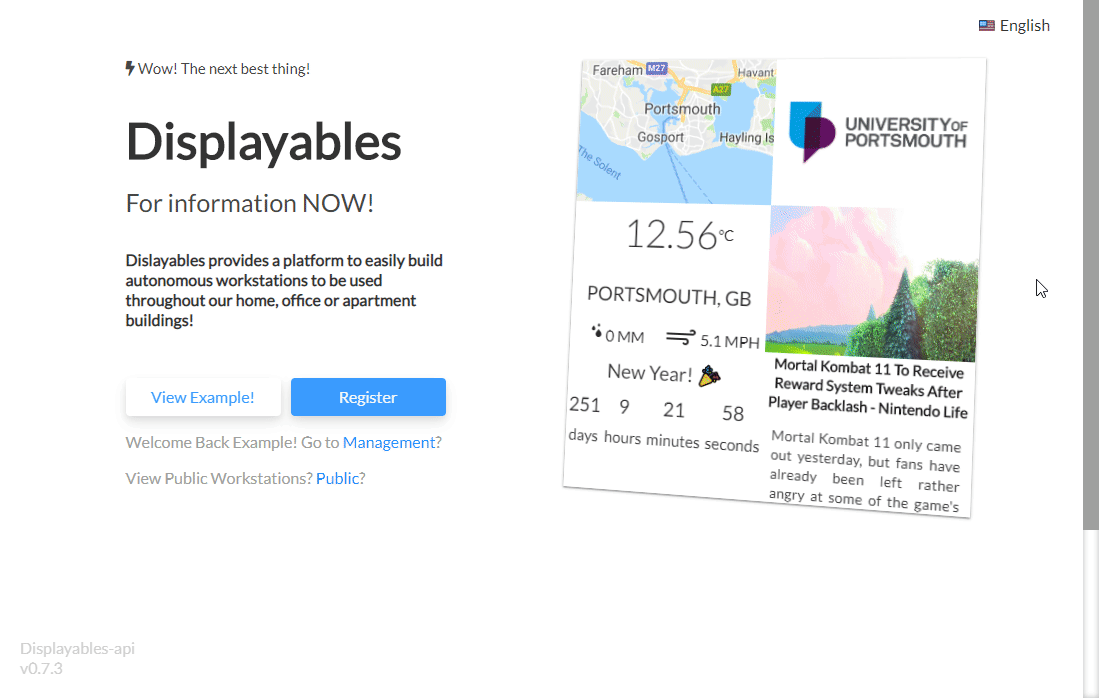 English
Wow! The next best thing!
Displayables
For information NOW!
Dislayables provides a platform to easily build
autonomous workstations to be used
throughout our home, office or apartment
buildings!
View Example!
Register
Welcome Back Example! Go to Management?
View Public Workstations? Public?
Fareham M27
Havant
A27
Portsmouth
Gosport
Hayling Is
The Solent
UNIVERSITY OF
PORTSMOUTH
12.56°C
PORTSMOUTH, GB
0 MM
5.1 MPH
New Year!
251 9 21 58
days hours minutes seconds
Mortal Kombat 11 To Receive
Reward System Tweaks After
Player Backlash - Nintendo Life
Mortal Kombat 11 only came
out yesterday, but fans have
already been left rather
angry at some of the game's
Displayables-api
v0.7.3